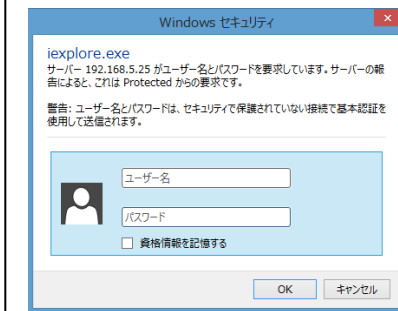 Windows セキュリティ
iexplore.exe
サーバー 192.168.5.25 がユーザー名とパスワードを要求しています。サーバーの報
告によると、これは Protected からの要求です。
警告: ユーザー名とパスワードは、セキュリティで保護されていない接続で基本認証を
使用して送信されます。
ユーザー名
パスワード
資格情報を記憶する
OK
キャンセル